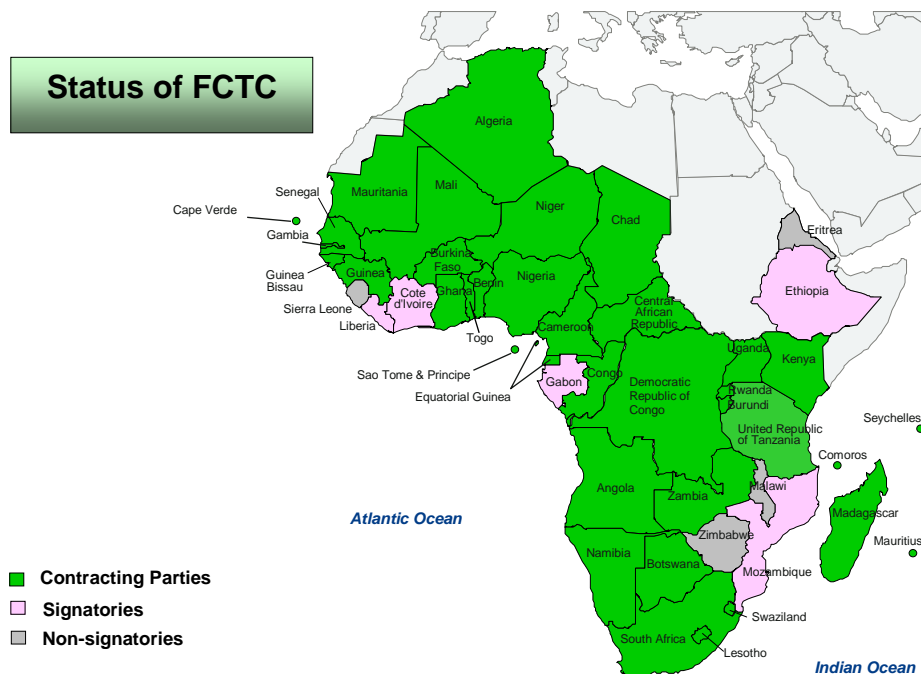 Status of FCTC
Algeria
Mauritania
Mali
Niger
Chad
Senegal
Cape Verde
Gambia
Guinea
Bissau
Guinea
Burkina
Faso
Ghana
Benin
Nigeria
Cote
d'Ivoire
Sierra Leone
Liberia
Togo
Cameroon
Central
African
Republic
Eritrea
Ethiopia
Sao Tome & Principe
Equatorial Guinea
Gabon
Congo
Democratic
Republic of
Congo
Uganda
Kenya
Rwanda
Burundi
United Republic
of Tanzania
Seychelles
Comoros
Angola
Zambia
Malawi
Madagascar
Mauritius
Atlantic Ocean
Zimbabwe
Namibia
Botswana
Mozambique
Swaziland
South Africa
Lesotho
Indian Ocean
Contracting Parties
Signatories
Non-signatories